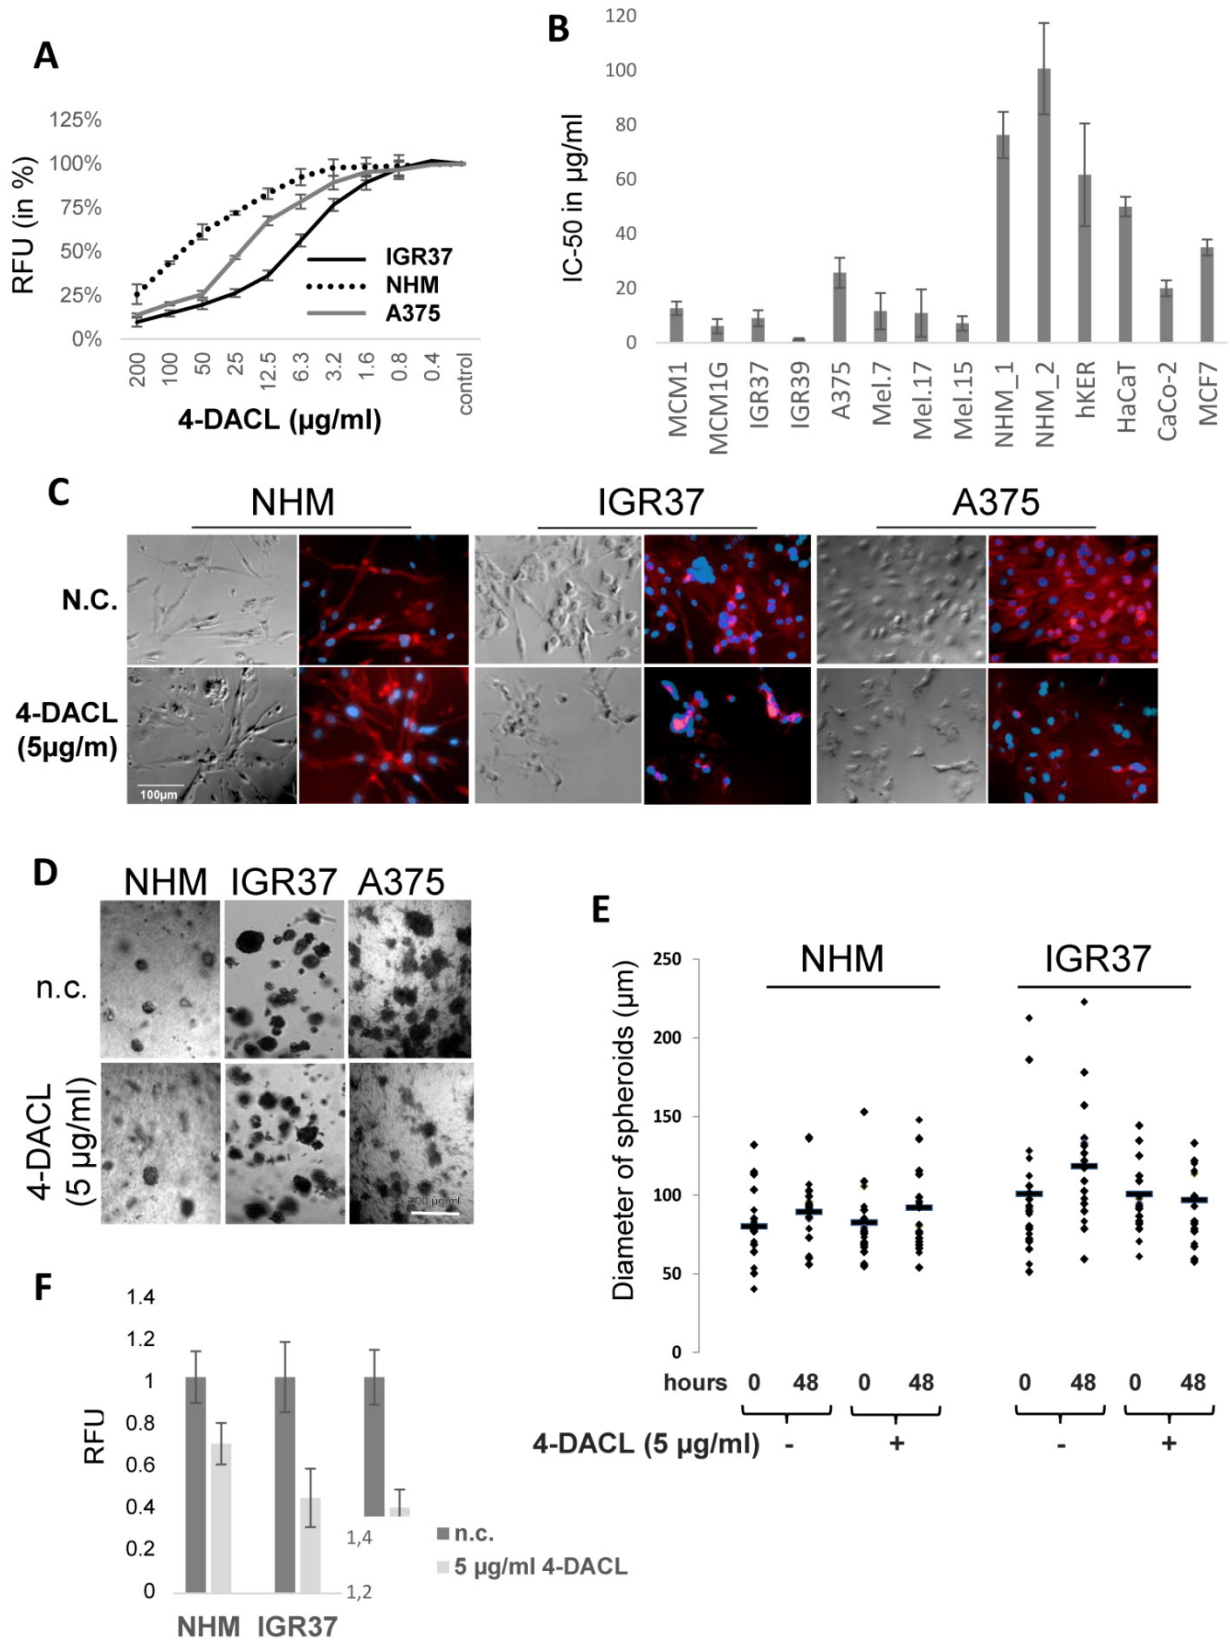 A
125%
100%
75%
50%
25%
0%
RFU (in %)
IGR37
NHM
A375
200 100 50 25 12.5 6.3 3.2 1.6 0.8 0.4 control
4-DACL (µg/ml)
B
120
100
80
60
40
20
0
IC-50 in µg/ml
MCM1 MCM1G IGR37 IGR39 A375 Mel.7 Mel.17 Mel.15 NHM_1 NHM_2 hKER HaCaT CaCo-2 MCF7
C
NHM IGR37 A375
N.C.
4-DACL
(5µg/m)
100µm
D
NHM IGR37 A375
n.c.
4-DACL
(5 µg/ml)
E
NHM IGR37
250
200
150
100
50
0
Diameter of spheroids (µm)
hours 0 48 0 48 0 48 0 48
4-DACL (5 µg/ml) - + - +
F
1.4
1.2
1
0.8
0.6
0.4
0.2
0
RFU
NHM IGR37
1,4
1,2
n.c.
5 µg/ml 4-DACL